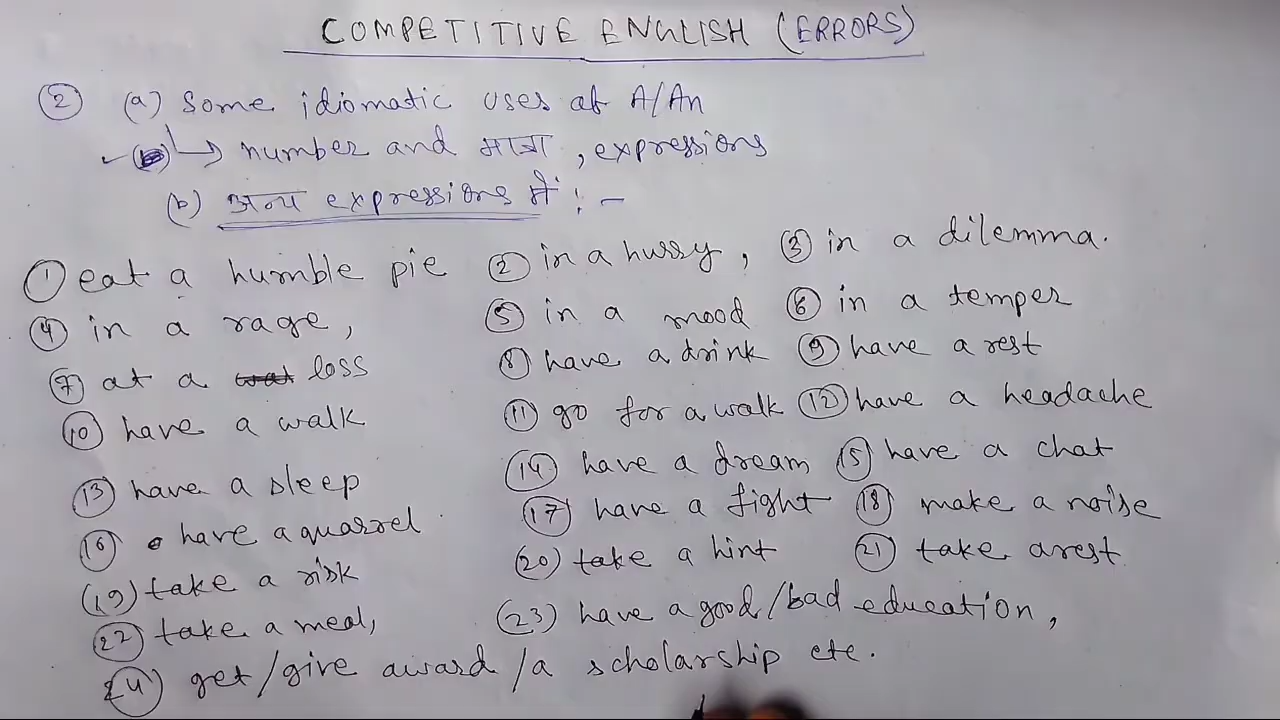 COMPETITIVE ENGLISH (ERRORS)
② (a) Some idiomatic uses of A/An
↳ number and मात्रा, expressions
(b) अन्य expressions में :-
① eat a humble pie ② in a hurry, ③ in a dilemma.
④ in a rage, ⑤ in a mood ⑥ in a temper
⑦ at a loss ⑧ have a drink ⑨ have a rest
⑩ have a walk ⑪ go for a walk ⑫ have a headache
⑬ have a sleep ⑭ have a dream ⑮ have a chat
⑯ have a quarrel ⑰ have a fight ⑱ make a noise
(19) take a risk (20) take a hint ㉑ take a rest
㉒ take a meal, (23) have a good/bad education,
㉔ get/give award/a scholarship etc.